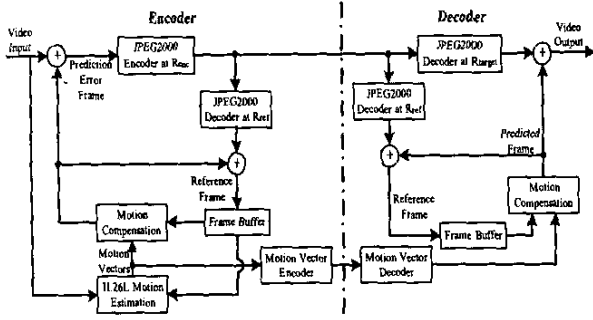 Encoder
Decoder
Video
Input
Prediction
Error
Frame
JPEG2000
Encoder at Renc
JPEG2000
Decoder at Rref
Reference
Frame
Motion
Compensation
Frame Buffer
Motion
Vectors
H.26L Motion
Estimation
Motion Vector
Encoder
JPEG2000
Decoder at Rtarget
Video
Output
JPEG2000
Decoder at Rref
Predicted
Frame
Reference
Frame
Motion
Compensation
Frame Buffer
Motion Vector
Decoder